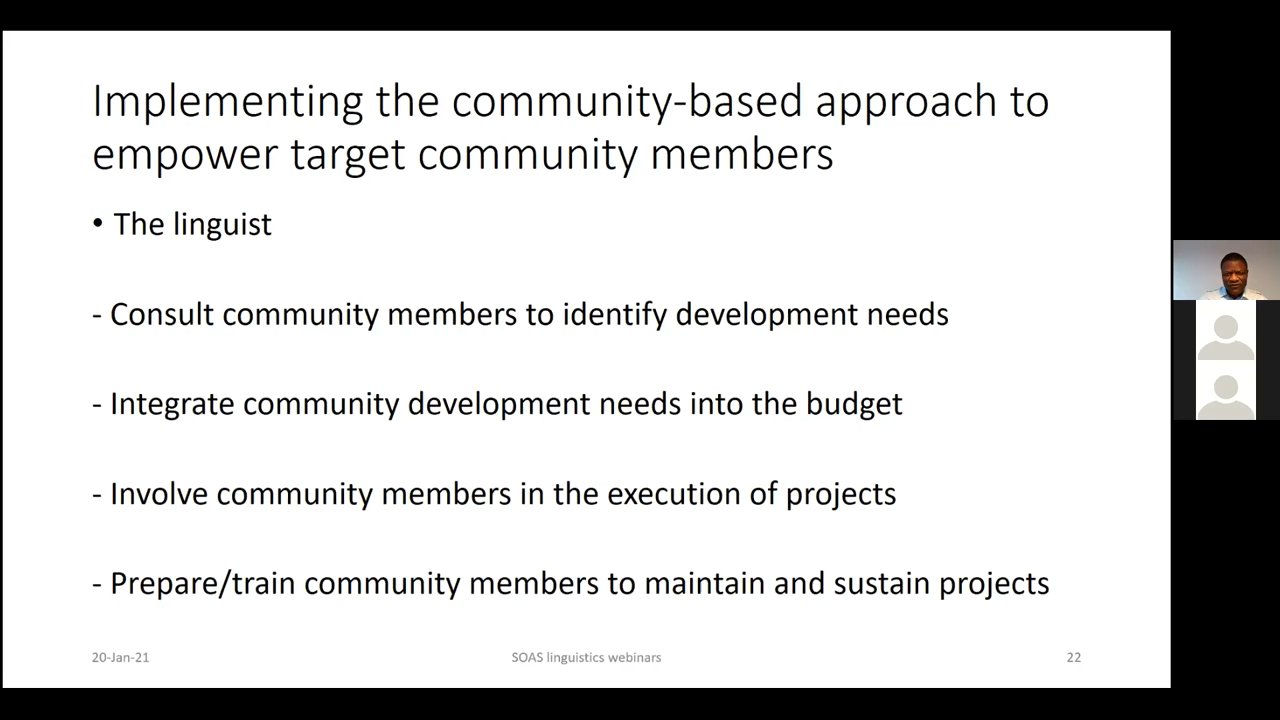 Implementing the community-based approach to
empower target community members
• The linguist
- Consult community members to identify development needs
- Integrate community development needs into the budget
- Involve community members in the execution of projects
- Prepare/train community members to maintain and sustain projects
20-Jan-21
SOAS linguistics webinars
22